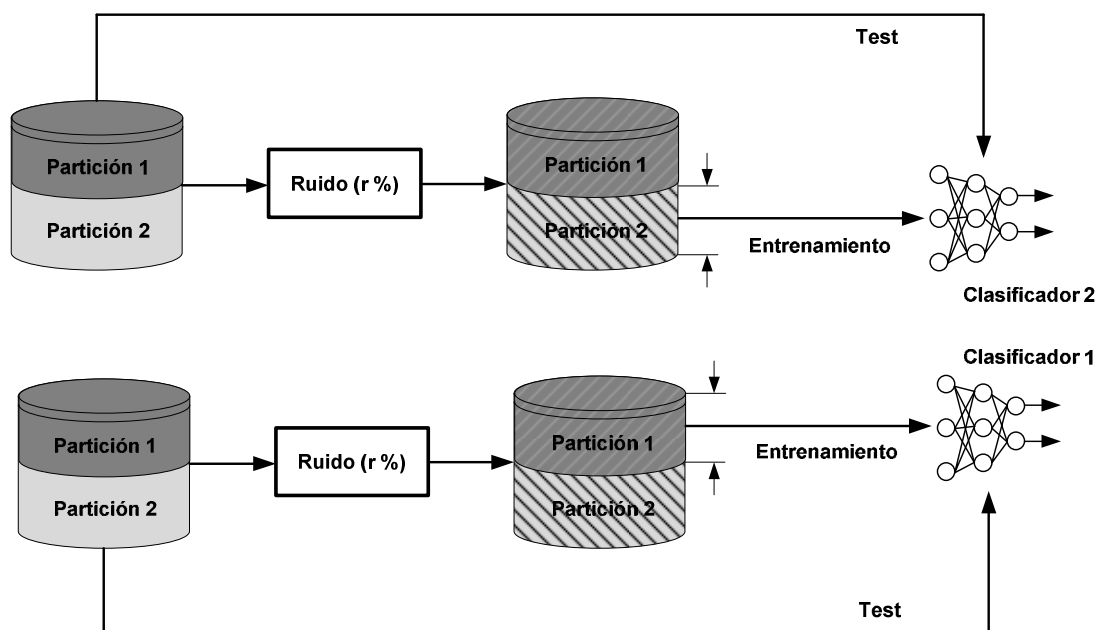 Test
Partición 1
Partición 2
Ruido (r %)
Partición 1
Partición 2
Entrenamiento
Clasificador 2
Clasificador 1
Partición 1
Partición 2
Ruido (r %)
Partición 1
Partición 2
Entrenamiento
Test